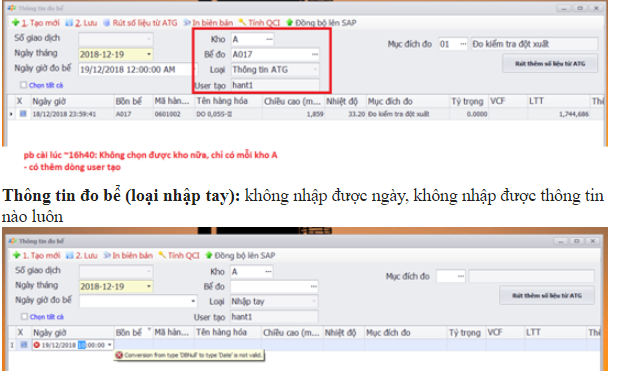 Thông tin đo bể
1. Tạo mới 2. Lưu Rút số liệu từ ATG In biên bản Tính QCI Đồng bộ lên SAP
Số giao dịch Kho A Mục đích đo 01 Đo kiểm tra đột xuất
Ngày tháng 2018-12-19 Bể đo A017
Ngày giờ đo bể 19/12/2018 12:00:00 AM Loại Thông tin ATG Rút thêm số liệu từ ATG
Chọn tất cả User tạo hant1
X Ngày giờ Bồn bể Mã hàn... Tên hàng hóa Chiều cao (m... Nhiệt độ Mục đích đo Tỷ trọng VCF LTT Thể
18/12/2018 23:59:41 A017 0601002 DO 0,05S-II 1,859 33.20 Đo kiểm tra đột xuất 0.0000 1,744,686
pb cài lúc ~16h40: Không chọn được kho nữa, chỉ có mỗi kho A
- có thêm dòng user tạo
Thông tin đo bể (loại nhập tay): không nhập được ngày, không nhập được thông tin
nào luôn
Thông tin đo bể
1. Tạo mới 2. Lưu In biên bản Tính QCI Đồng bộ lên SAP
Số giao dịch Kho A Mục đích đo
Ngày tháng 2018-12-19 Bể đo
Ngày giờ đo bể Loại Nhập tay Rút thêm số liệu từ ATG
Chọn tất cả User tạo hant1
X Ngày giờ Bồn bể Mã hàn... Tên hàng hóa Chiều cao (m... Nhiệt độ Mục đích đo Tỷ trọng VCF LTT Thể
19/12/2018 :00:00
Conversion from type 'DBNull' to type 'Date' is not valid.